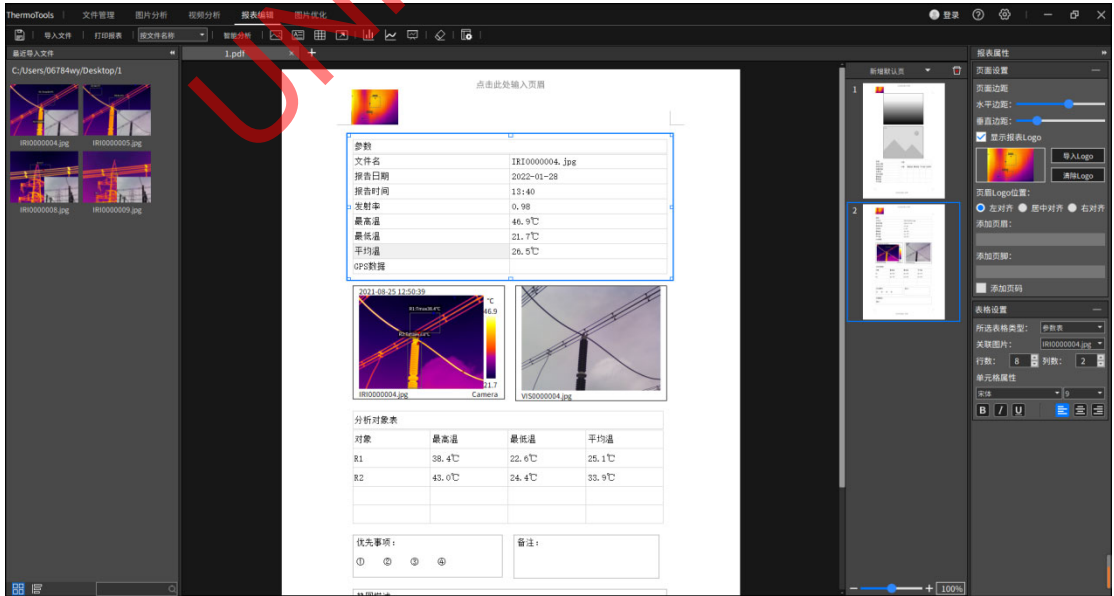 ThermoTools 文件管理 图片分析 视频分析 报表编辑 图片优化 登录
导入文件 打印报表 按文件名称 智能分析
最近导入文件
C:/Users/06784wy/Desktop/1
IRI0000004.jpg IRI0000005.jpg
IRI0000008.jpg IRI0000009.jpg
1.pdf
UN
点击此处输入页眉
参数
文件名 IRI0000004.jpg
报告日期 2022-01-28
报告时间 13:40
发射率 0.98
最高温 46.9℃
最低温 21.7℃
平均温 26.5℃
GPS数据
2021-08-25 12:50:39
℃
46.9
21.7
IRI0000004.jpg Camera
VIS0000004.jpg
分析对象表
对象 最高温 最低温 平均温
R1 38.4℃ 22.6℃ 25.1℃
R2 43.0℃ 24.4℃ 33.9℃
优先事项: 备注:
① ② ③ ④
新增默认页
1
2
100%
报表属性
页面设置
页面边距
水平边距:
垂直边距:
显示报表Logo
导入Logo
清除Logo
页眉Logo位置:
左对齐 居中对齐 右对齐
添加页眉:
添加页脚:
添加页码
表格设置
所选表格类型: 参数表
关联图片: IRI0000004.jpg
行数: 8 列数: 2
单元格属性
宋体 9
B I U